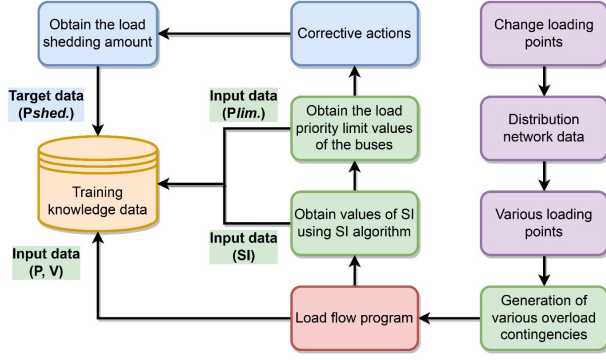 Obtain the load
shedding amount
Corrective actions
Change loading
points
Target data
(Pshed.)
Input data
(Plim.)
Obtain the load
priority limit values
of the buses
Distribution
network data
Training
knowledge data
Obtain values of SI
using SI algorithm
Various loading
points
Input data
(SI)
Input data
(P, V)
Load flow program
Generation of
various overload
contingencies